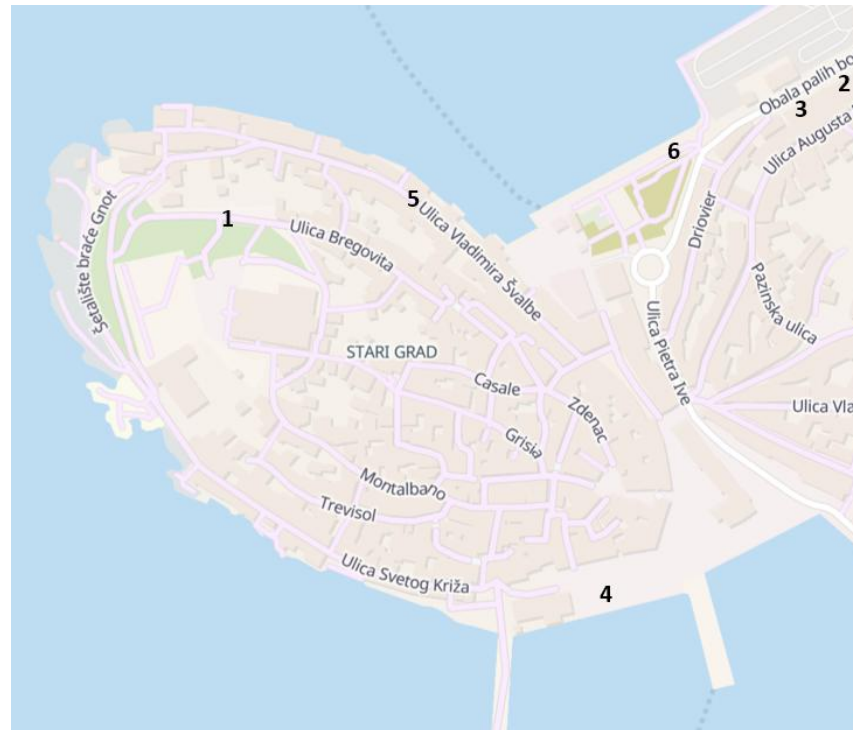 Obala palih bo
2
3
Ulica Augusta
6
Šetalište braće Gnot
1
5
Ulica Vladimira Švalbe
Driovier
Ulica Bregovita
Pazinska ulica
STARI GRAD
Ulica Pietra Ive
Casale
Zdenac
Ulica Vla
Grisia
Montalbano
Trevisol
Ulica Svetog Križa
4